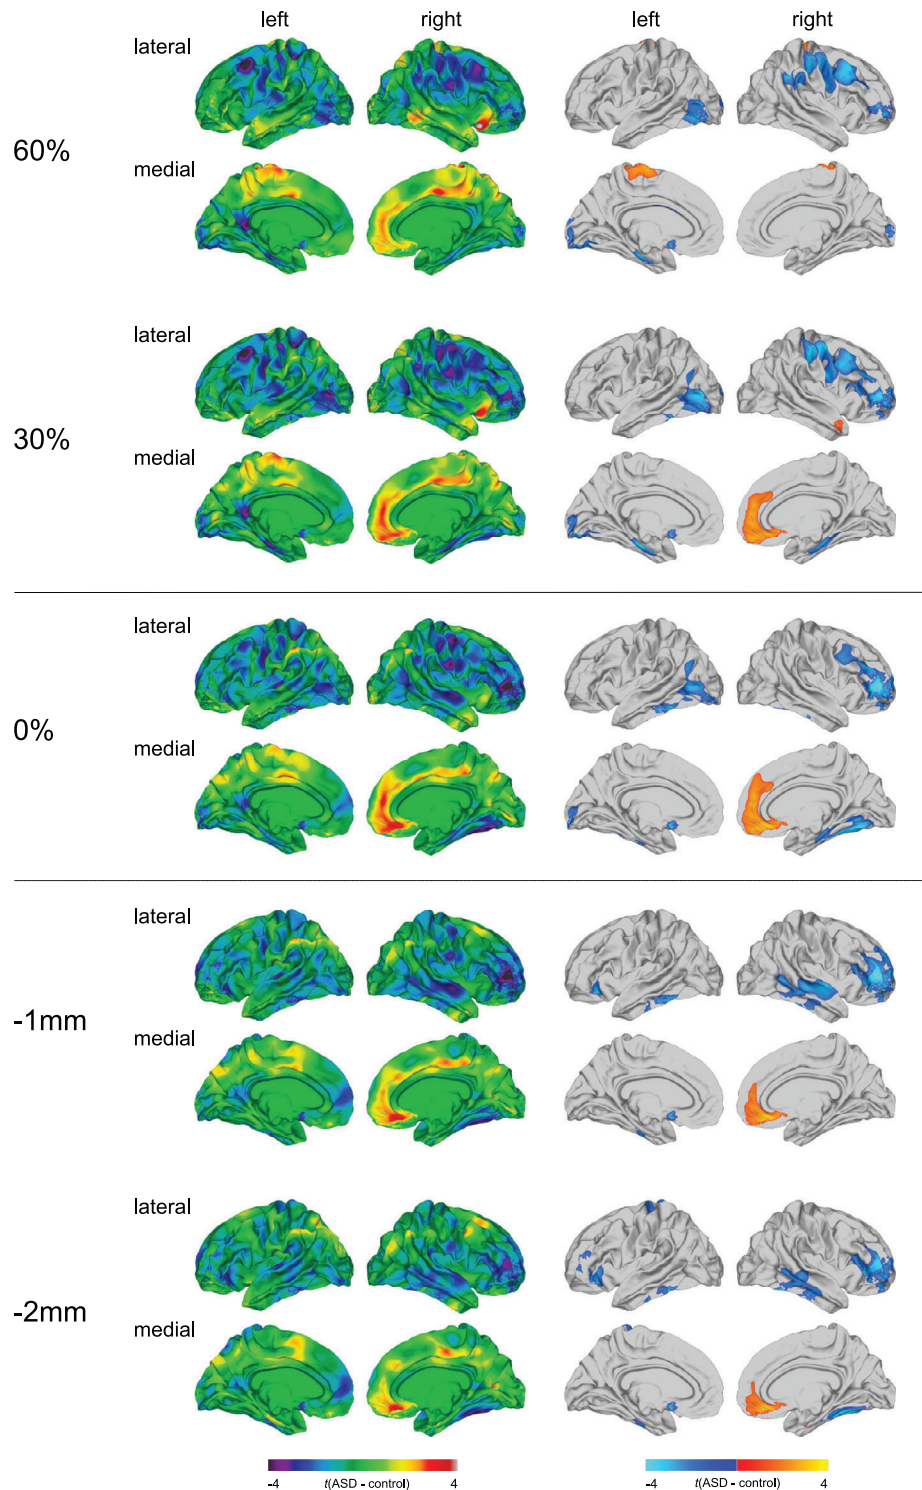 left right left right
lateral
60%
medial
lateral
30%
medial
lateral
0%
medial
lateral
-1mm
medial
lateral
-2mm
medial
-4 t(ASD - control) 4
-4 t(ASD - control) 4